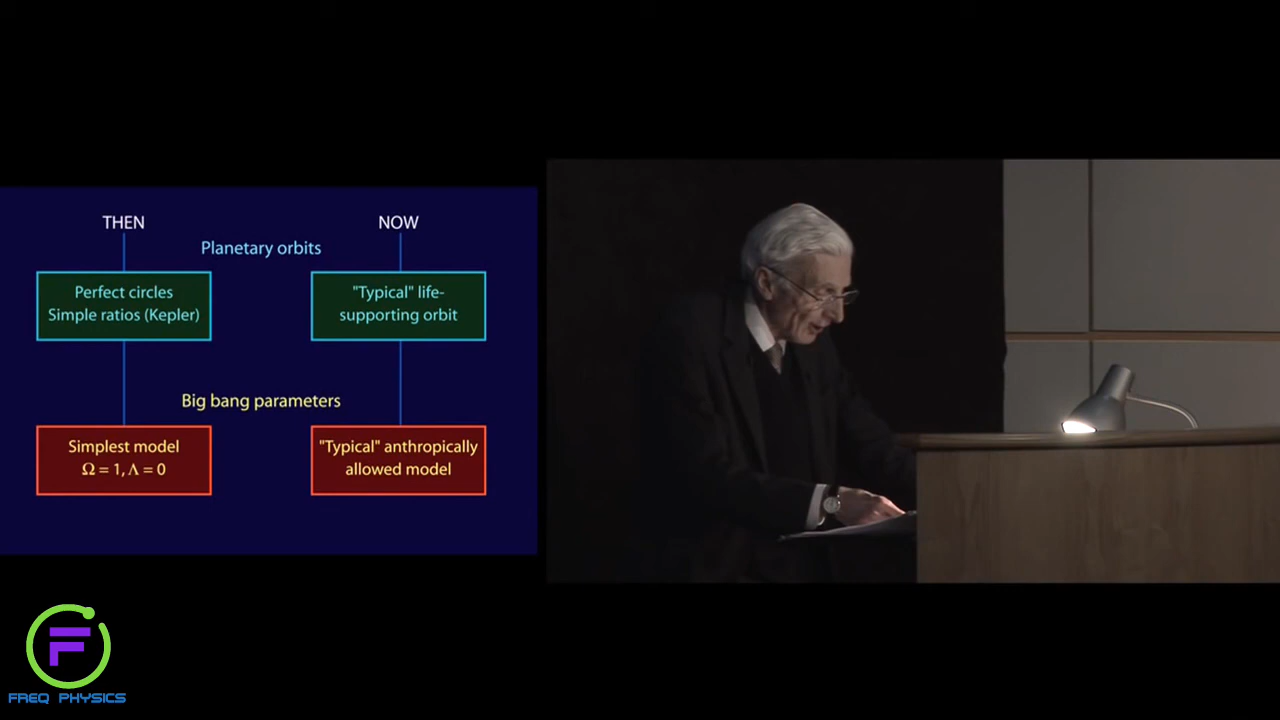 THEN
NOW
Planetary orbits
Perfect circles
Simple ratios (Kepler)
"Typical" life-
supporting orbit
Big bang parameters
Simplest model
Ω = 1, Λ = 0
"Typical" anthropically
allowed model
F
FREQ PHYSICS